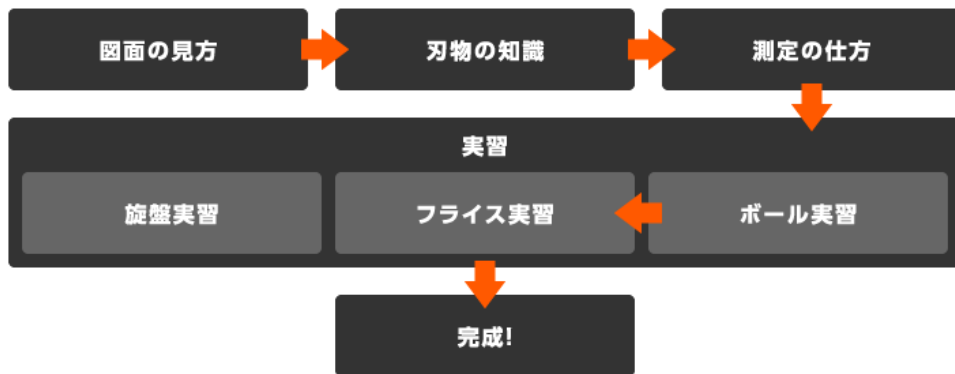 図面の見方
刃物の知識
測定の仕方
実習
旋盤実習
フライス実習
ボール実習
完成!